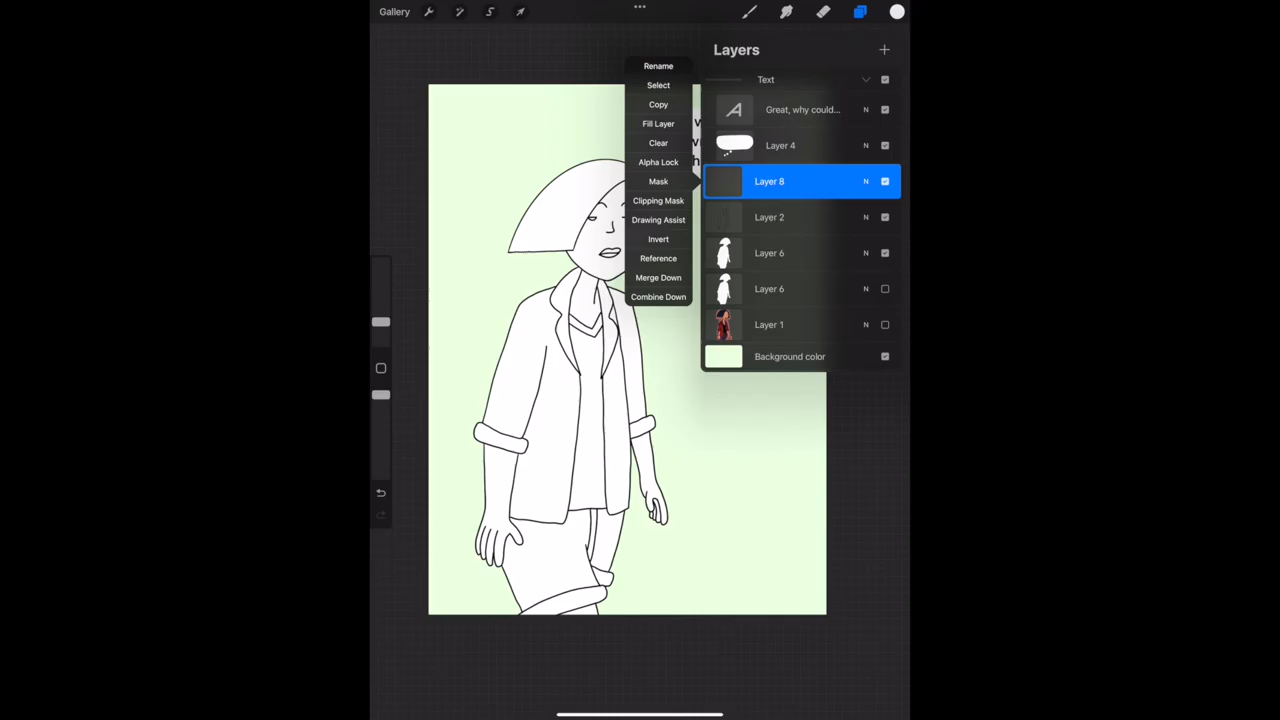 Gallery
Layers
Rename
Select
Copy
Fill Layer
Clear
Alpha Lock
Mask
Clipping Mask
Drawing Assist
Invert
Reference
Merge Down
Combine Down
Text
Great, why could... N
Layer 4 N
Layer 8 N
Layer 2 N
Layer 6 N
Layer 6 N
Layer 1 N
Background color